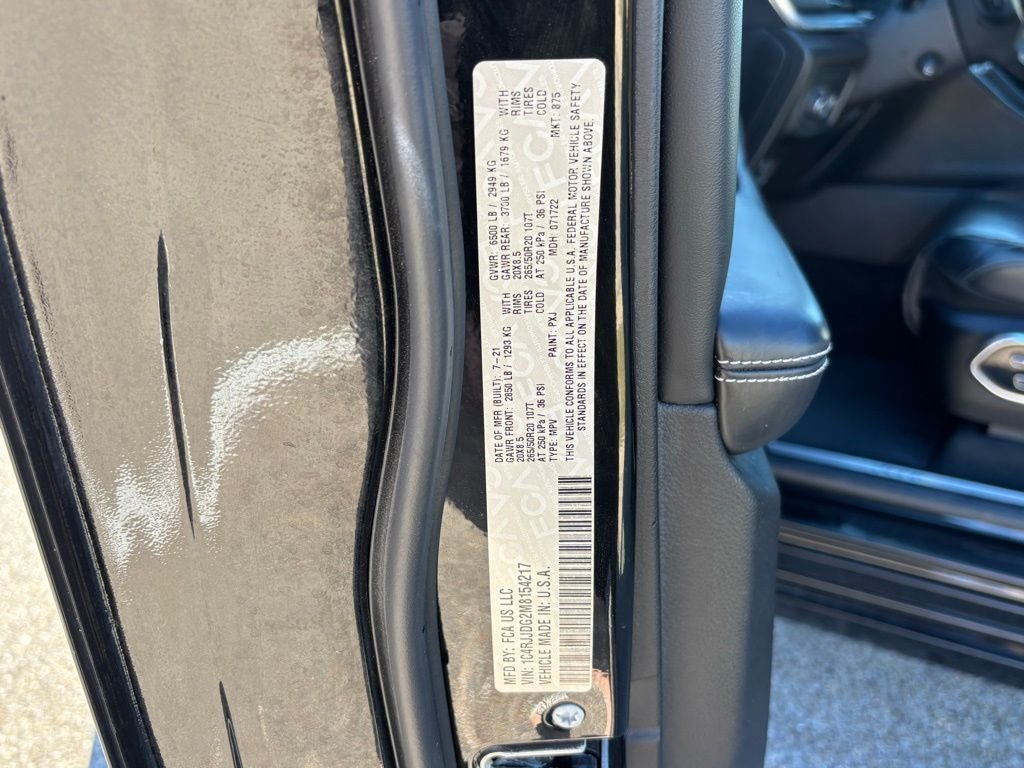 MFD BY: FCA US LLC
DATE OF MFR (BUILT): 7-21
GVWR: 6500 LB / 2949 KG
VIN: 1C4RJJDG2M8154217
GAWR FRONT: 2850 LB / 1293 KG WITH
GAWR REAR: 3700 LB / 1679 KG WITH
20X8.5 RIMS
20X8.5 RIMS
265/50R20 107T TIRES
265/50R20 107T TIRES
AT 250 kPa / 36 PSI COLD
AT 250 kPa / 36 PSI COLD
VEHICLE MADE IN: U.S.A.
TYPE: MPV PAINT: PXJ MDH: 071722 MKT: 875
THIS VEHICLE CONFORMS TO ALL APPLICABLE U.S.A. FEDERAL MOTOR VEHICLE SAFETY
STANDARDS IN EFFECT ON THE DATE OF MANUFACTURE SHOWN ABOVE.